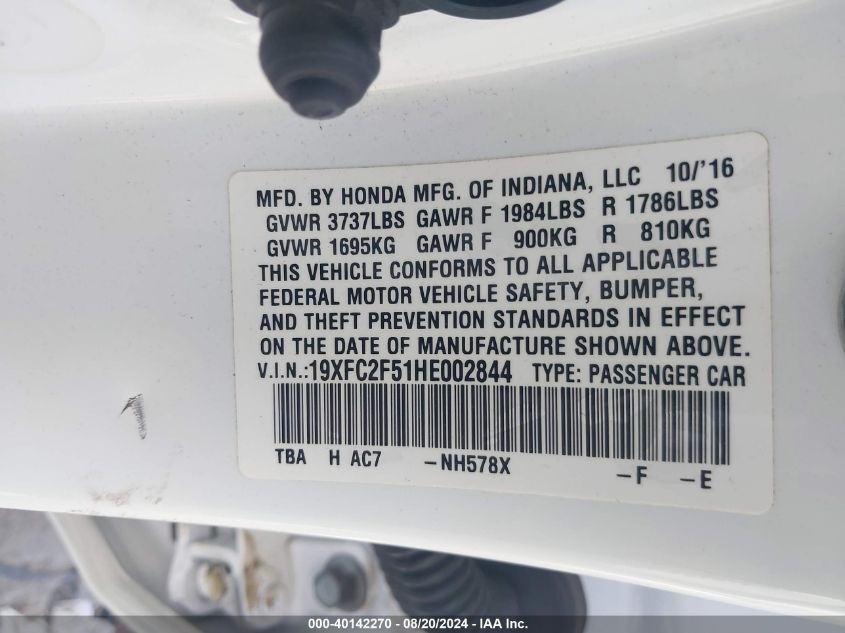 MFD. BY HONDA MFG. OF INDIANA, LLC 10/'16
GVWR 3737LBS GAWR F 1984LBS R 1786LBS
GVWR 1695KG GAWR F 900KG R 810KG
THIS VEHICLE CONFORMS TO ALL APPLICABLE
FEDERAL MOTOR VEHICLE SAFETY, BUMPER,
AND THEFT PREVENTION STANDARDS IN EFFECT
ON THE DATE OF MANUFACTURE SHOWN ABOVE.
V.I.N.:19XFC2F51HE002844 TYPE: PASSENGER CAR
TBA H AC7 -NH578X -F -E
000-40142270 - 08/20/2024 - IAA Inc.